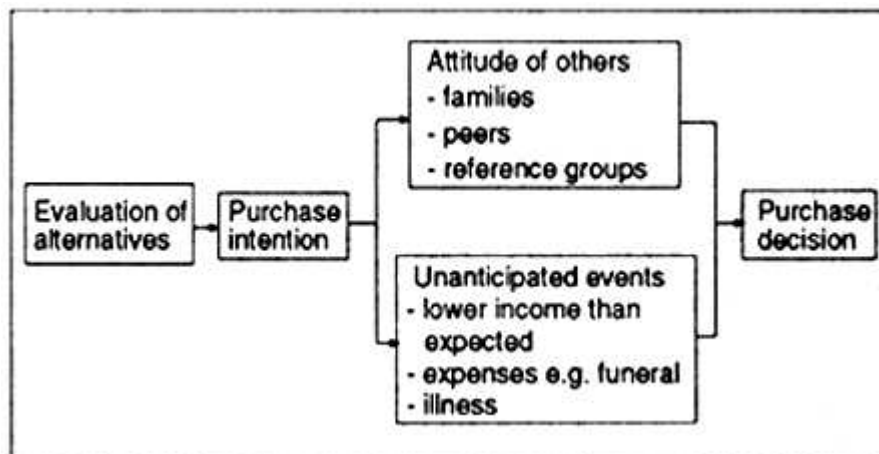 Evaluation of
alternatives
Purchase
intention
Attitude of others
- families
- peers
- reference groups
Unanticipated events
- lower income than
expected
- expenses e.g. funeral
- illness
Purchase
decision